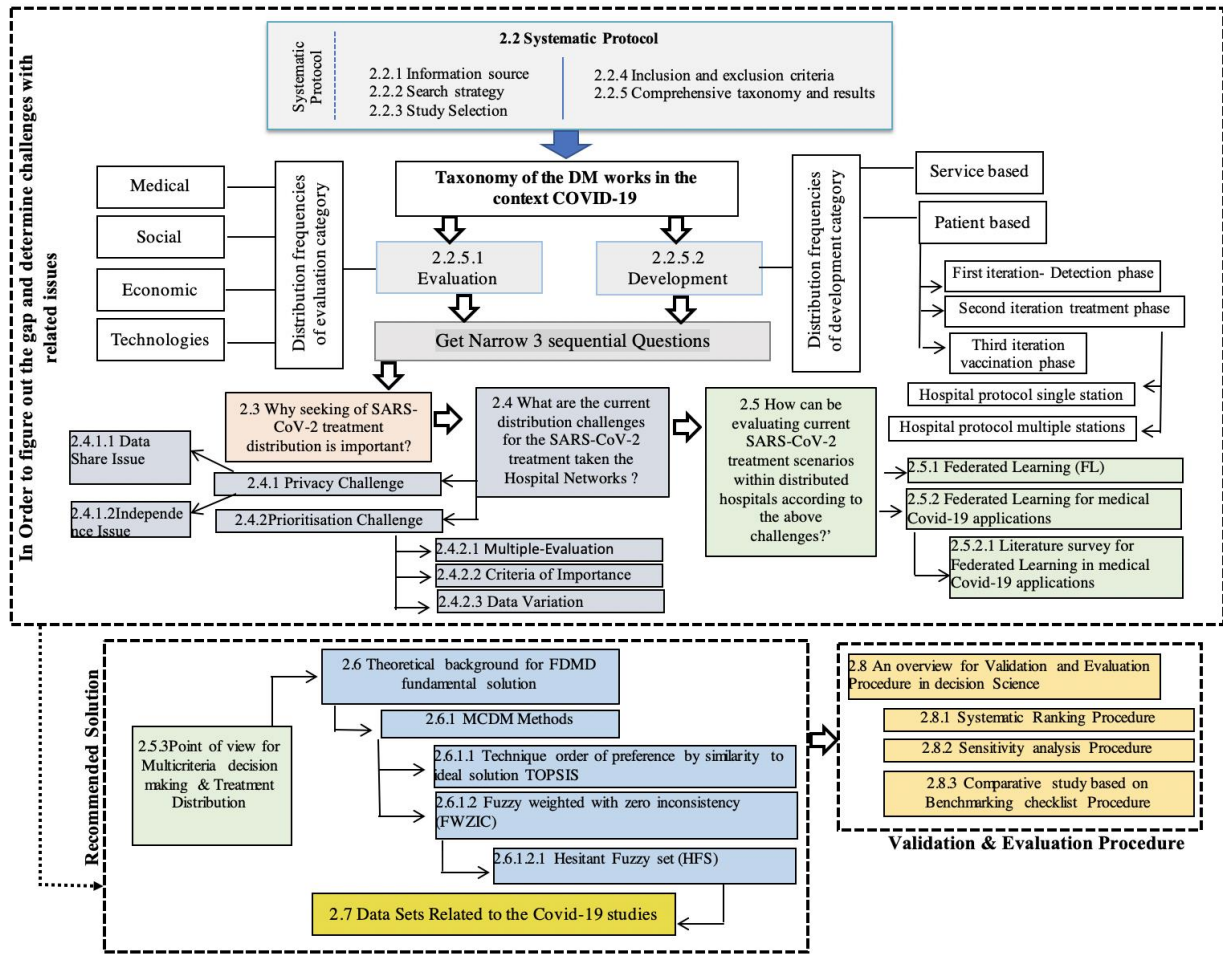 In Order to figure out the gap and determine challenges with
related issues
Systematic
Protocol
2.2 Systematic Protocol
2.2.1 Information source
2.2.2 Search strategy
2.2.3 Study Selection
2.2.4 Inclusion and exclusion criteria
2.2.5 Comprehensive taxonomy and results
Medical
Social
Economic
Technologies
Distribution frequencies
of evaluation category
Taxonomy of the DM works in the
context COVID-19
2.2.5.1
Evaluation
2.2.5.2
Development
Get Narrow 3 sequential Questions
Distribution frequencies
of development category
Service based
Patient based
First iteration- Detection phase
Second iteration treatment phase
Third iteration
vaccination phase
Hospital protocol single station
Hospital protocol multiple stations
2.3 Why seeking of SARS-
CoV-2 treatment
distribution is important?
2.4 What are the current
distribution challenges
for the SARS-CoV-2
treatment taken the
Hospital Networks ?
2.5 How can be
evaluating current
SARS-CoV-2
treatment scenarios
within distributed
hospitals according to
the above
challenges?’
2.4.1.1 Data
Share Issue
2.4.1.2Independe
nce Issue
2.4.1 Privacy Challenge
2.4.2Prioritisation Challenge
2.4.2.1 Multiple-Evaluation
2.4.2.2 Criteria of Importance
2.4.2.3 Data Variation
2.5.1 Federated Learning (FL)
2.5.2 Federated Learning for medical
Covid-19 applications
2.5.2.1 Literature survey for
Federated Learning in medical
Covid-19 applications
Recommended Solution
2.5.3Point of view for
Multicriteria decision
making & Treatment
Distribution
2.6 Theoretical background for FDMD
fundamental solution
2.6.1 MCDM Methods
2.6.1.1 Technique order of preference by similarity to
ideal solution TOPSIS
2.6.1.2 Fuzzy weighted with zero inconsistency
(FWZIC)
2.6.1.2.1 Hesitant Fuzzy set (HFS)
2.7 Data Sets Related to the Covid-19 studies
2.8 An overview for Validation and Evaluation
Procedure in decision Science
2.8.1 Systematic Ranking Procedure
2.8.2 Sensitivity analysis Procedure
2.8.3 Comparative study based on
Benchmarking checklist Procedure
Validation & Evaluation Procedure